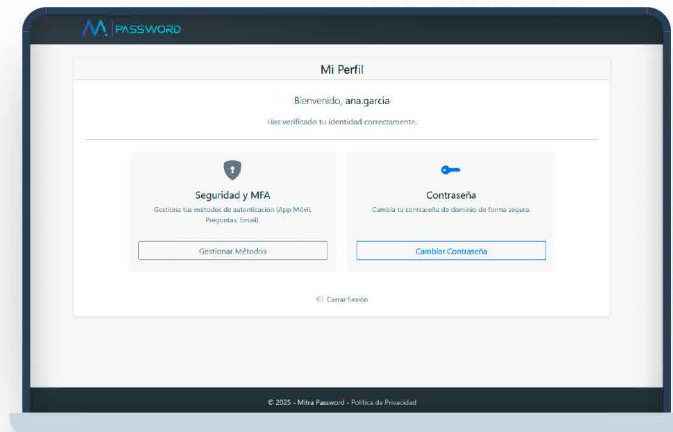 M. | PASSWORD
Mi Perfil
Bienvenido, ana.garcia
Has verificado tu identidad correctamente.
Seguridad y MFA
Gestiona tus métodos de autenticación (App Móvil,
Preguntas, Email).
Gestionar Métodos
Contraseña
Cambia tu contraseña de dominio de forma segura.
Cambiar Contraseña
Cerrar Sesión
© 2025 - Mitra Password - Política de Privacidad